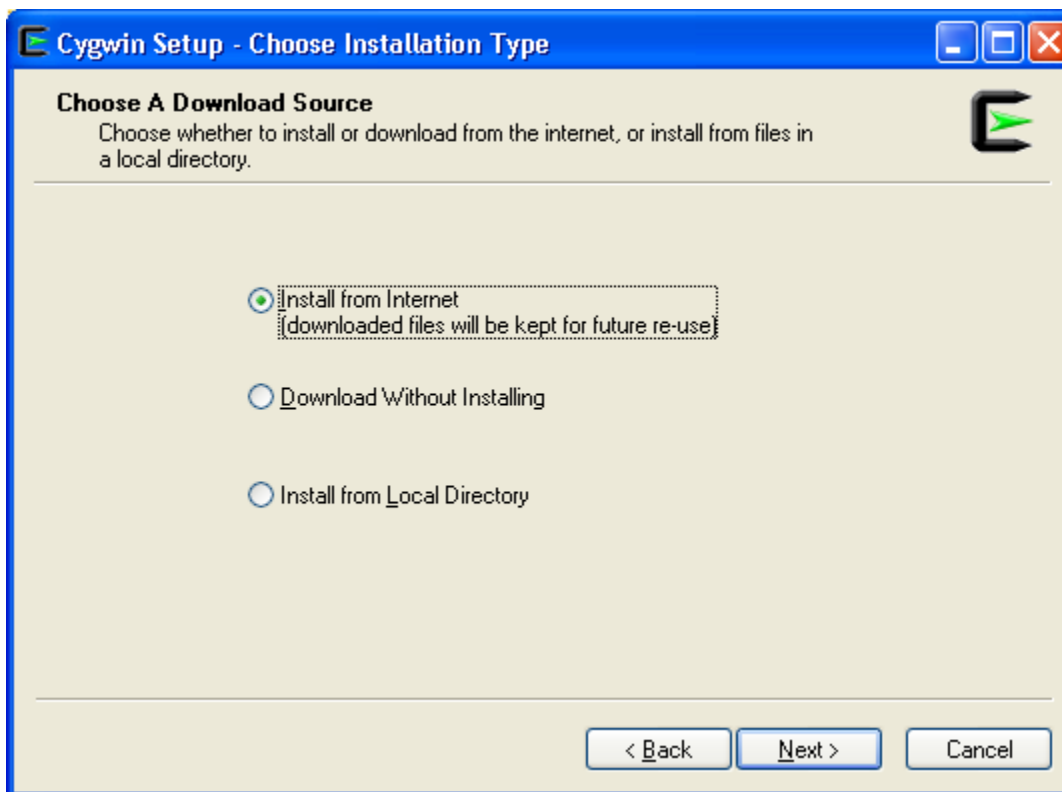 Cygwin Setup - Choose Installation Type
Choose A Download Source
Choose whether to install or download from the internet, or install from files in
a local directory.
Install from Internet
(downloaded files will be kept for future re-use)
Download Without Installing
Install from Local Directory
< Back Next > Cancel